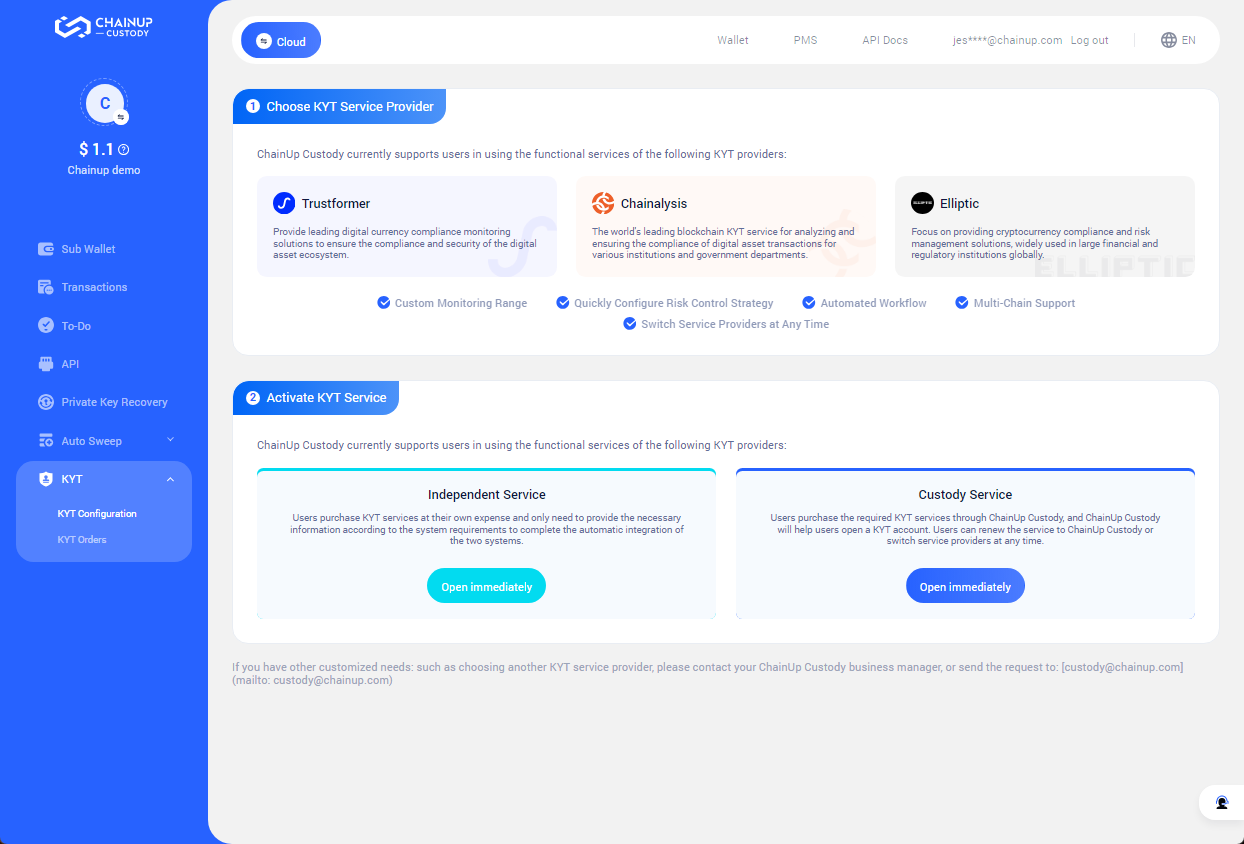 CHAINUP
CUSTODY
Cloud
Wallet
PMS
API Docs
jes****@chainup.com
Log out
EN
C
$ 1.1
Chainup demo
Sub Wallet
Transactions
To-Do
API
Private Key Recovery
Auto Sweep
KYT
KYT Configuration
KYT Orders
1 Choose KYT Service Provider
ChainUp Custody currently supports users in using the functional services of the following KYT providers:
Trustformer
Provide leading digital currency compliance monitoring
solutions to ensure the compliance and security of the digital
asset ecosystem.
Chainalysis
The world's leading blockchain KYT service for analyzing and
ensuring the compliance of digital asset transactions for
various institutions and government departments.
ELLIPTIC
Elliptic
Focus on providing cryptocurrency compliance and risk
management solutions, widely used in large financial and
regulatory institutions globally.
ELLIPTIC
Custom Monitoring Range
Quickly Configure Risk Control Strategy
Automated Workflow
Multi-Chain Support
Switch Service Providers at Any Time
2 Activate KYT Service
ChainUp Custody currently supports users in using the functional services of the following KYT providers:
Independent Service
Users purchase KYT services at their own expense and only need to provide the necessary
information according to the system requirements to complete the automatic integration of
the two systems.
Open immediately
Custody Service
Users purchase the required KYT services through ChainUp Custody, and ChainUp Custody
will help users open a KYT account. Users can renew the service to ChainUp Custody or
switch service providers at any time.
Open immediately
If you have other customized needs: such as choosing another KYT service provider, please contact your ChainUp Custody business manager, or send the request to: [custody@chainup.com]
(mailto: custody@chainup.com)